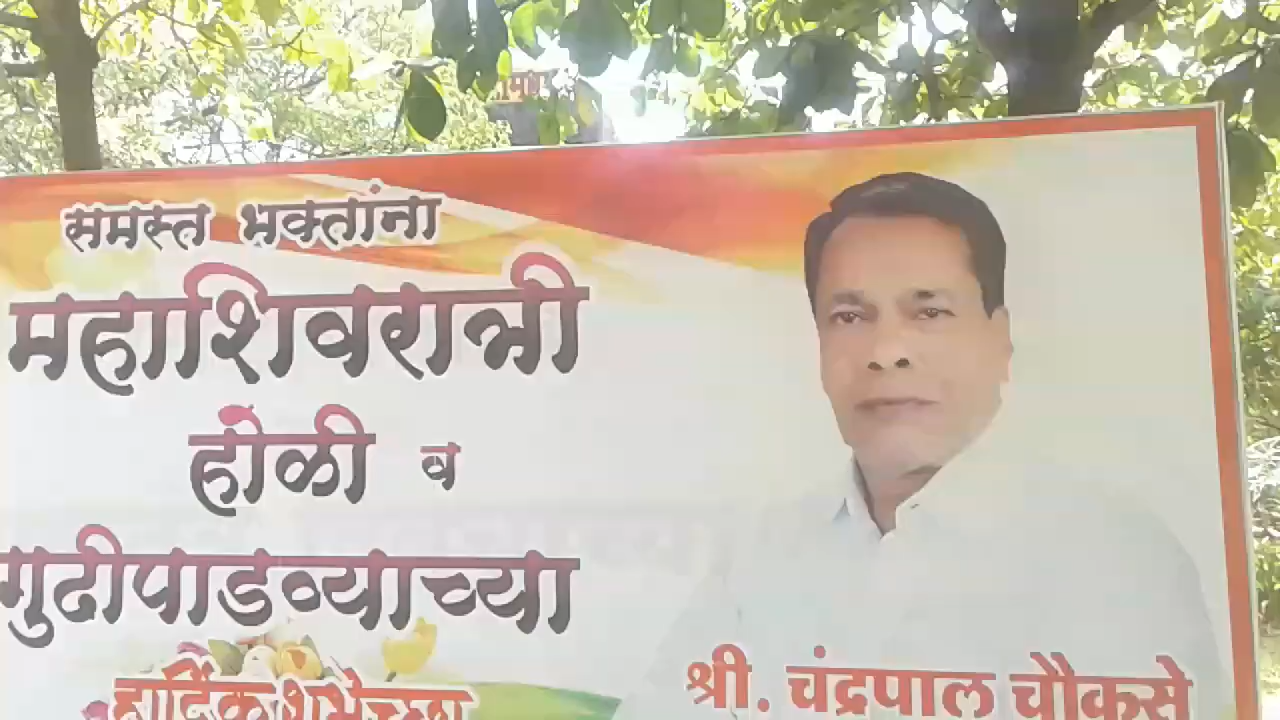 समस्त भक्तांना
महाशिवरात्री
होळी व
गुढीपाडव्याच्या
हार्दिक शुभेच्छा
श्री. चंद्रपाल चौकसे